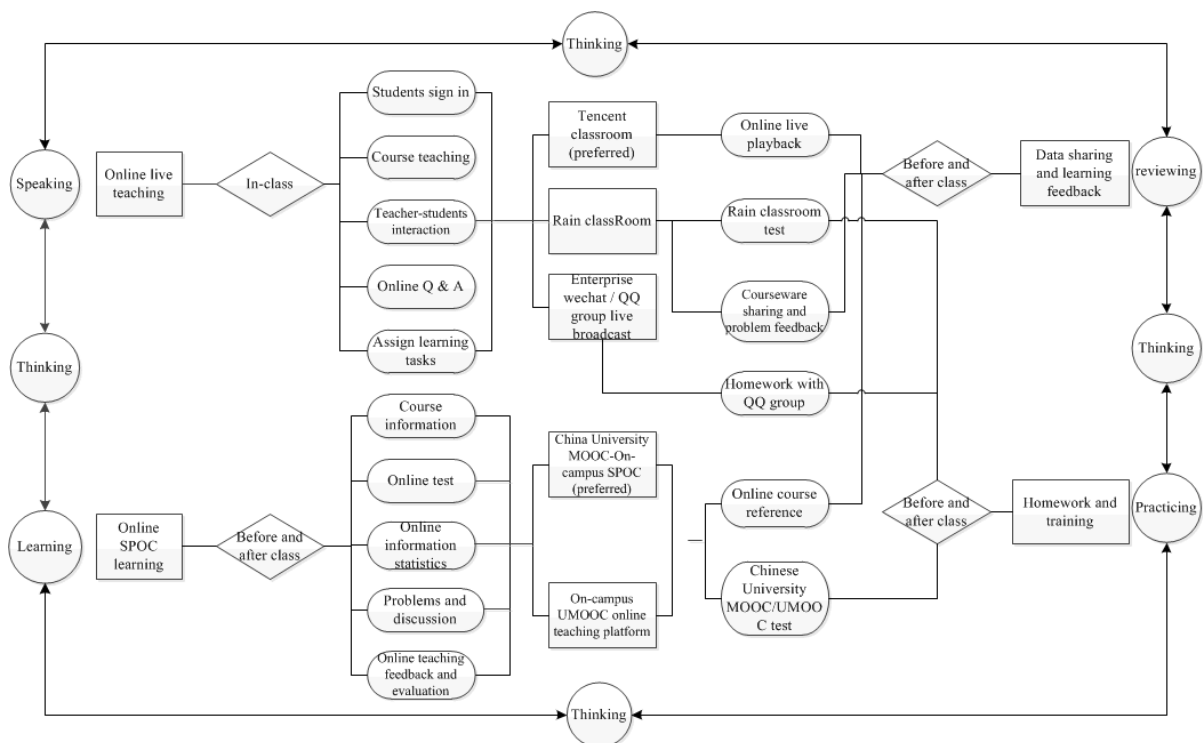 Thinking
Students sign in
Tencent
classroom
(preferred)
Online live
playback
Speaking
Online live
teaching
In-class
Course teaching
Before and
after class
Data sharing
and learning
feedback
reviewing
Teacher-students
interaction
Rain classRoom
Rain classroom
test
Online Q & A
Enterprise
wechat / QQ
group live
broadcast
Courseware
sharing and
problem feedback
Thinking
Assign learning
tasks
Thinking
Homework with
QQ group
Course
information
China University
MOOC-On-
campus SPOC
(preferred)
Online test
Online course
reference
Learning
Online
SPOC
learning
Before and
after class
Online
information
statistics
Before and
after class
Homework and
training
Practicing
Problems and
discussion
On-campus
UMOOC online
teaching platform
Chinese
University
MOOC/UMOO
C test
Online teaching
feedback and
evaluation
Thinking